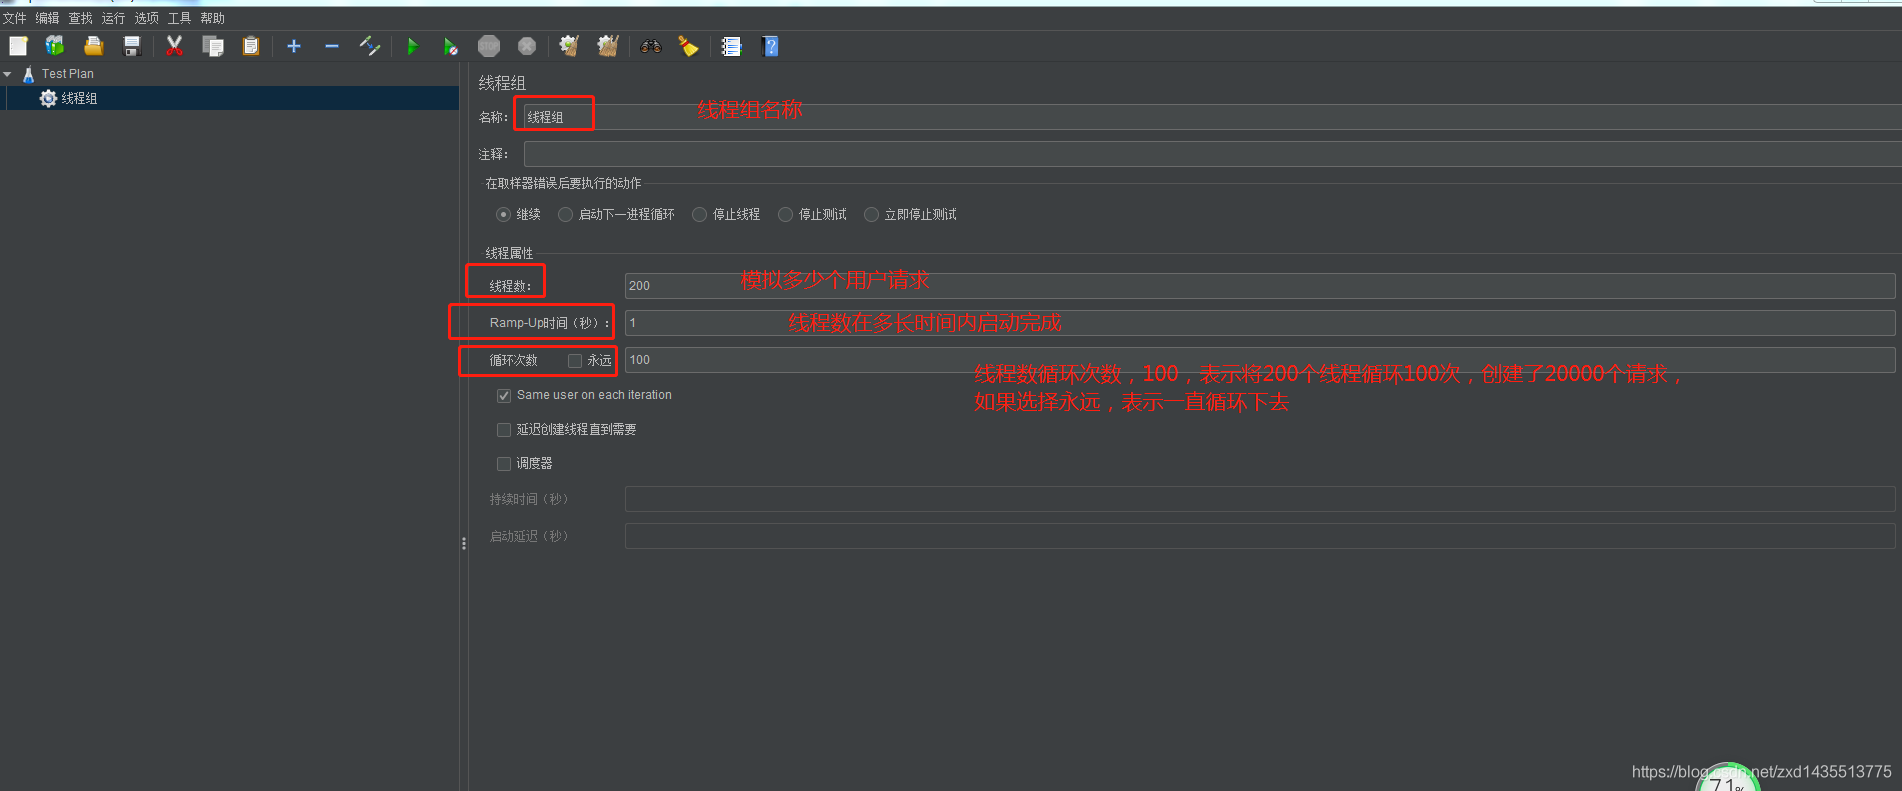 文件 编辑 查找 运行 选项 工具 帮助
STOP
Test Plan
线程组
线程组
名称： 线程组 线程组名称
注释：
在取样器错误后要执行的动作
继续 启动下一进程循环 停止线程 停止测试 立即停止测试
线程属性
线程数： 200 模拟多少个用户请求
Ramp-Up时间（秒）： 1 线程数在多长时间内启动完成
循环次数 永远 100
线程数循环次数，100，表示将200个线程循环100次，创建了20000个请求，
如果选择永远，表示一直循环下去
Same user on each iteration
延迟创建线程直到需要
调度器
持续时间（秒）
启动延迟（秒）
https://blog.csdn.net/zxd1435513775
71%